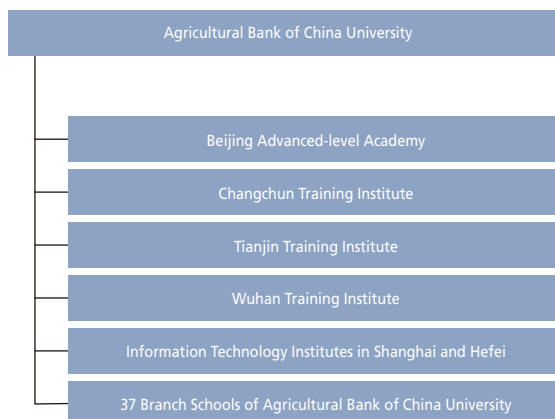 Agricultural Bank of China University
Beijing Advanced-level Academy
Changchun Training Institute
Tianjin Training Institute
Wuhan Training Institute
Information Technology Institutes in Shanghai and Hefei
37 Branch Schools of Agricultural Bank of China University